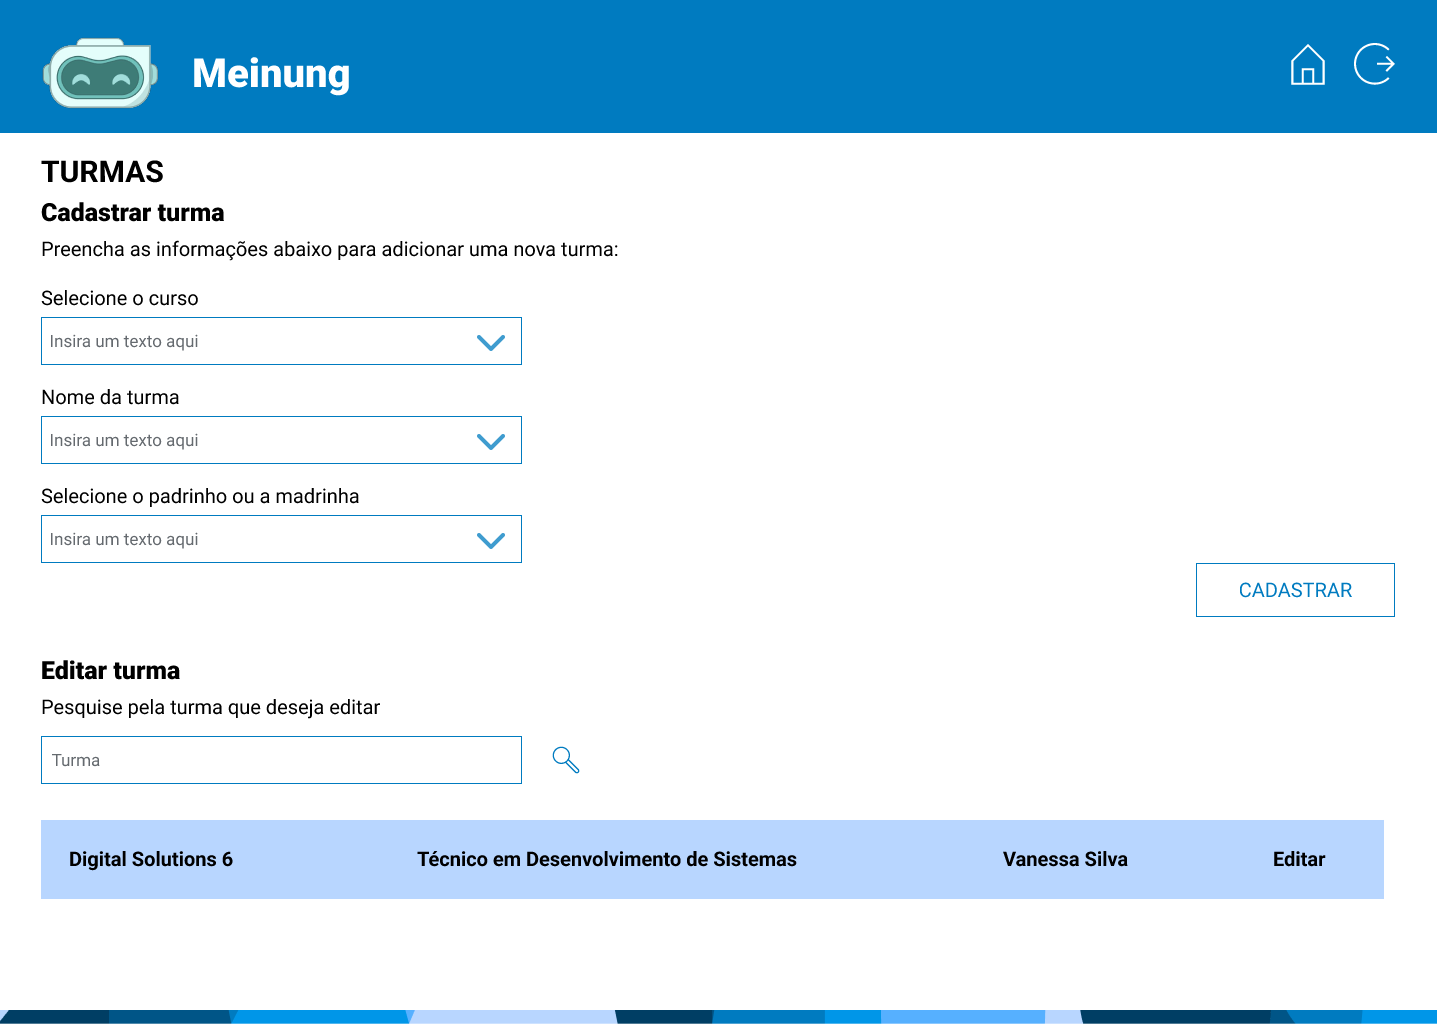 Meinung
TURMAS
Cadastrar turma
Preencha as informações abaixo para adicionar uma nova turma:
Selecione o curso
Insira um texto aqui
Nome da turma
Insira um texto aqui
Selecione o padrinho ou a madrinha
Insira um texto aqui
CADASTRAR
Editar turma
Pesquise pela turma que deseja editar
Turma
Digital Solutions 6 Técnico em Desenvolvimento de Sistemas Vanessa Silva Editar